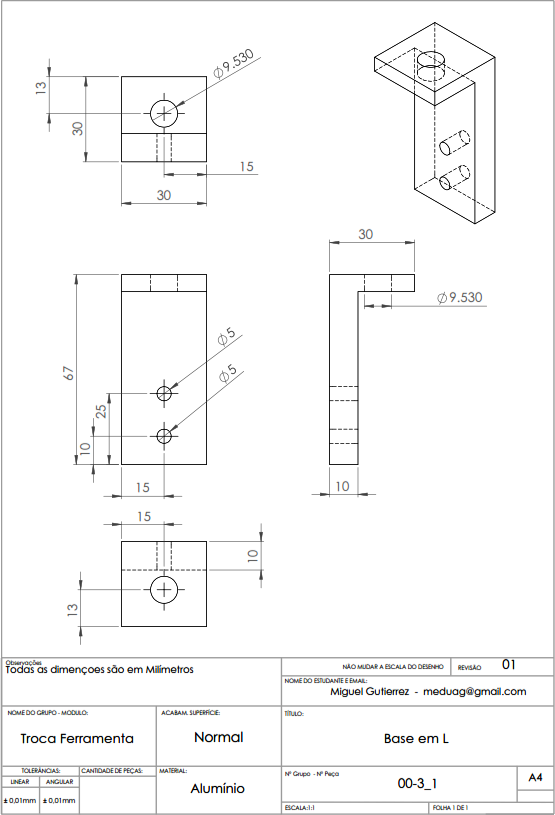 Ø9.530
13
30
15
30
30
Ø9.530
67
Ø5
Ø5
25
10
15
10
15
10
13
Observações
Todas as dimençoes são em Milímetros
NÃO MUDAR A ESCALA DO DESENHO
REVISÃO 01
NOME DO ESTUDANTE E EMAIL:
Miguel Gutierrez - meduag@gmail.com
NOME DO GRUPO - MODULO:
Troca Ferramenta
ACABAM. SUPERFÍCIE:
Normal
TÍTULO:
Base em L
TOLERÂNCIAS:
LINEAR ANGULAR
± 0,01mm ± 0,01mm
CANTIDADE DE PEÇAS:
MATERIAL:
Alumínio
Nº Grupo - Nº Peça
00-3_1
A4
ESCALA:1:1
FOLHA 1 DE 1